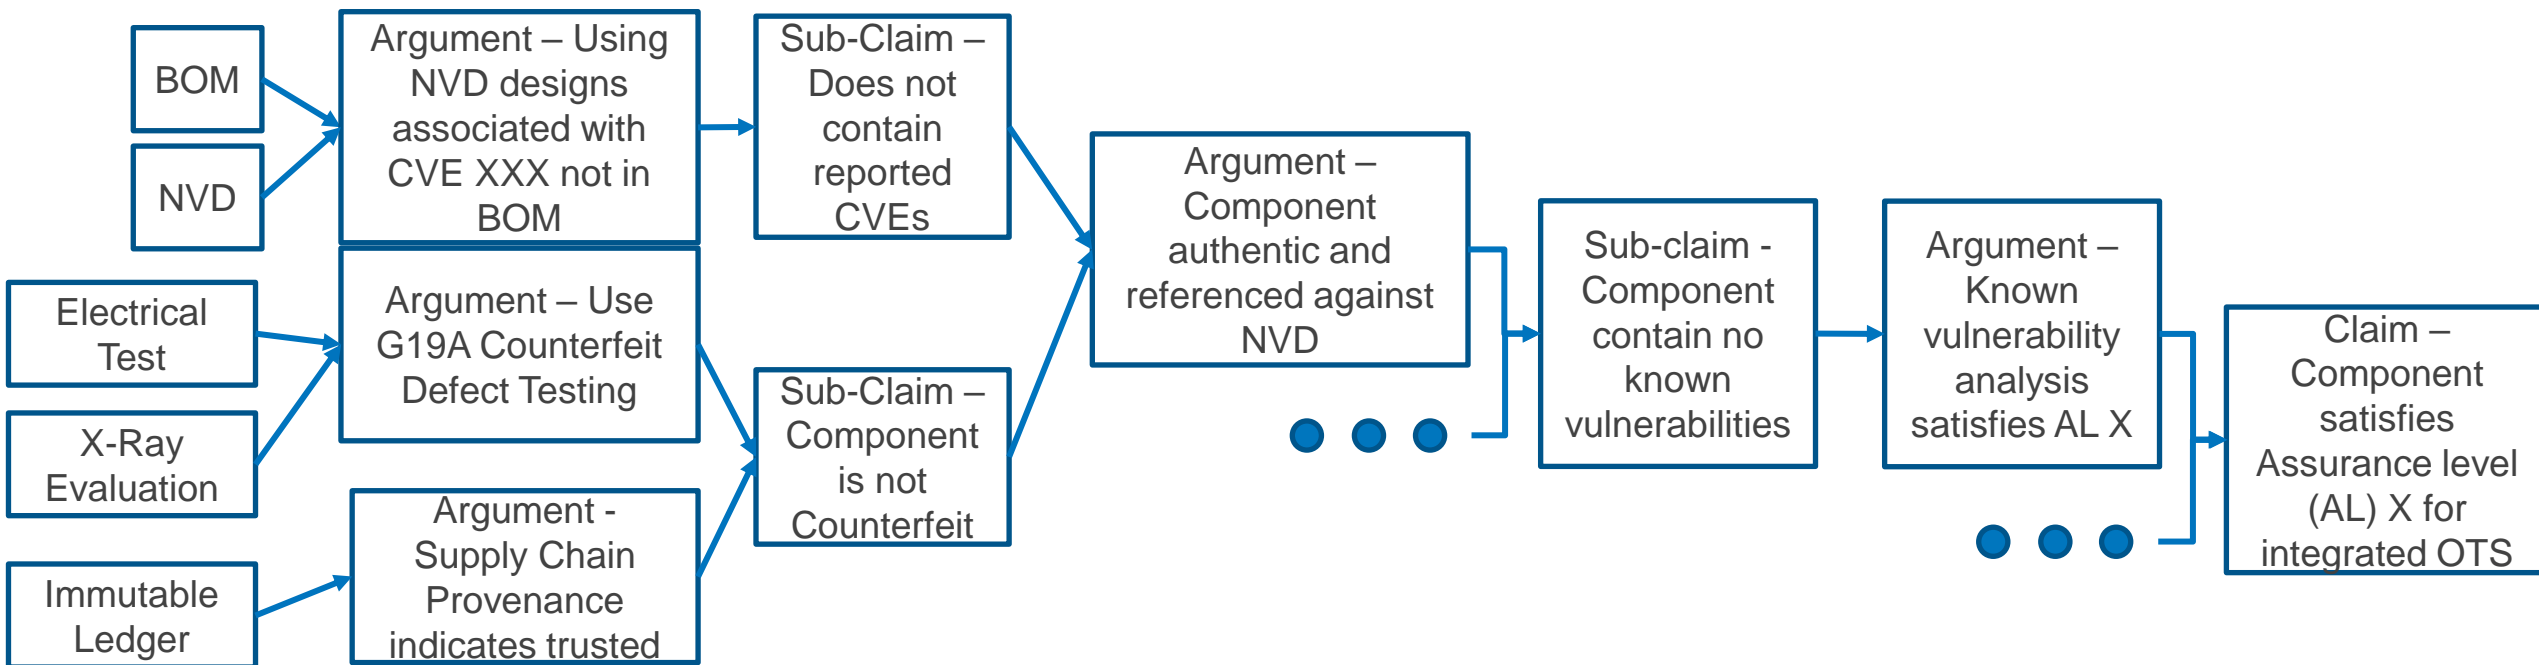 BOM
NVD
Electrical
Test
X-Ray
Evaluation
Immutable
Ledger
Argument – Using
NVD designs
associated with
CVE XXX not in
BOM
Argument – Use
G19A Counterfeit
Defect Testing
Argument -
Supply Chain
Provenance
indicates trusted
Sub-Claim –
Does not
contain
reported
CVEs
Sub-Claim –
Component
is not
Counterfeit
Argument –
Component
authentic and
referenced against
NVD
Sub-claim -
Component
contain no
known
vulnerabilities
Argument –
Known
vulnerability
analysis
satisfies AL X
Claim –
Component
satisfies
Assurance level
(AL) X for
integrated OTS